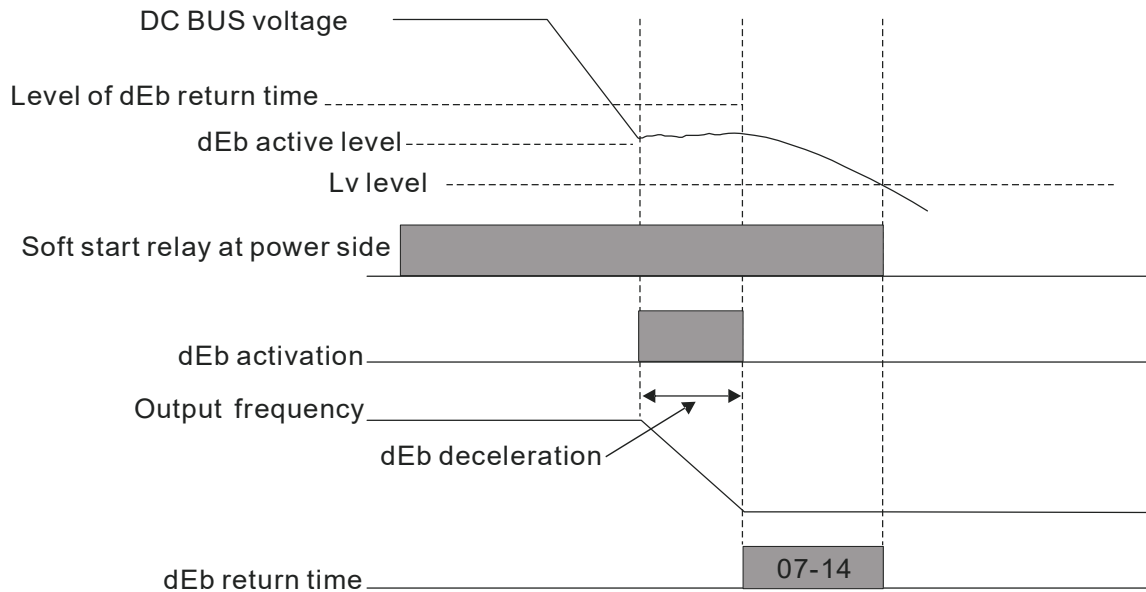 DC BUS voltage
Level of dEb return time
dEb active level
Lv level
Soft start relay at power side
dEb activation
Output frequency
dEb deceleration
dEb return time
07-14